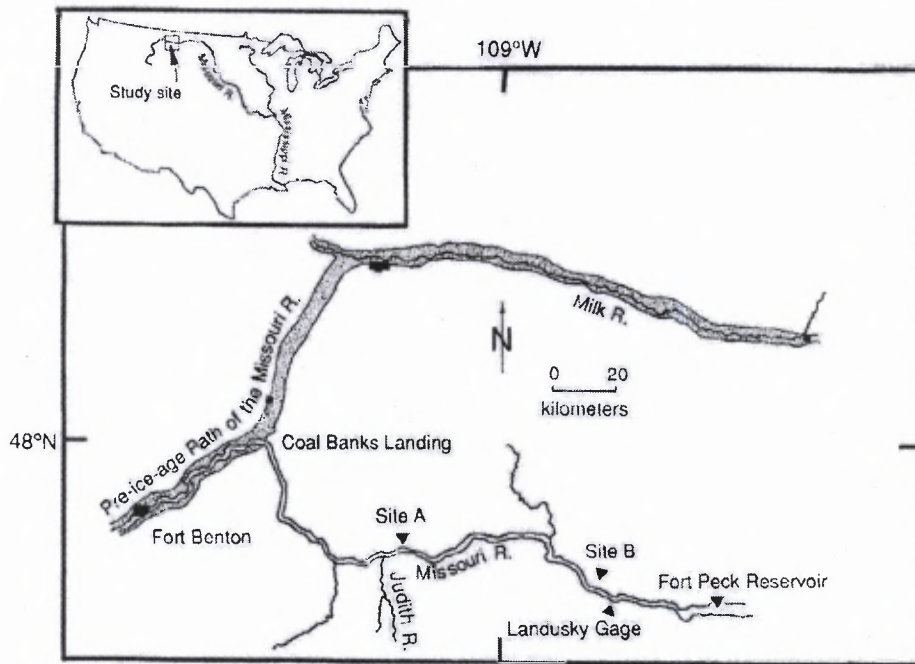 109°W
Study site
Missouri R.
Mississippi R.
Pre-ice-age Path of the Missouri R.
Milk R.
N
0 20
kilometers
48°N
Coal Banks Landing
Fort Benton
Site A
Missouri R.
Judith R.
Site B
Fort Peck Reservoir
Landusky Gage